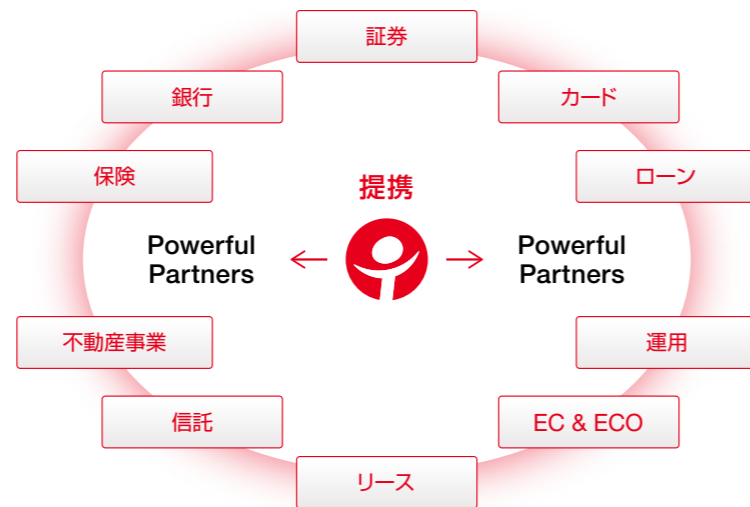 証券
銀行
カード
保険
提携
ローン
Powerful
Partners
Powerful
Partners
不動産事業
運用
信託
EC & ECO
リース